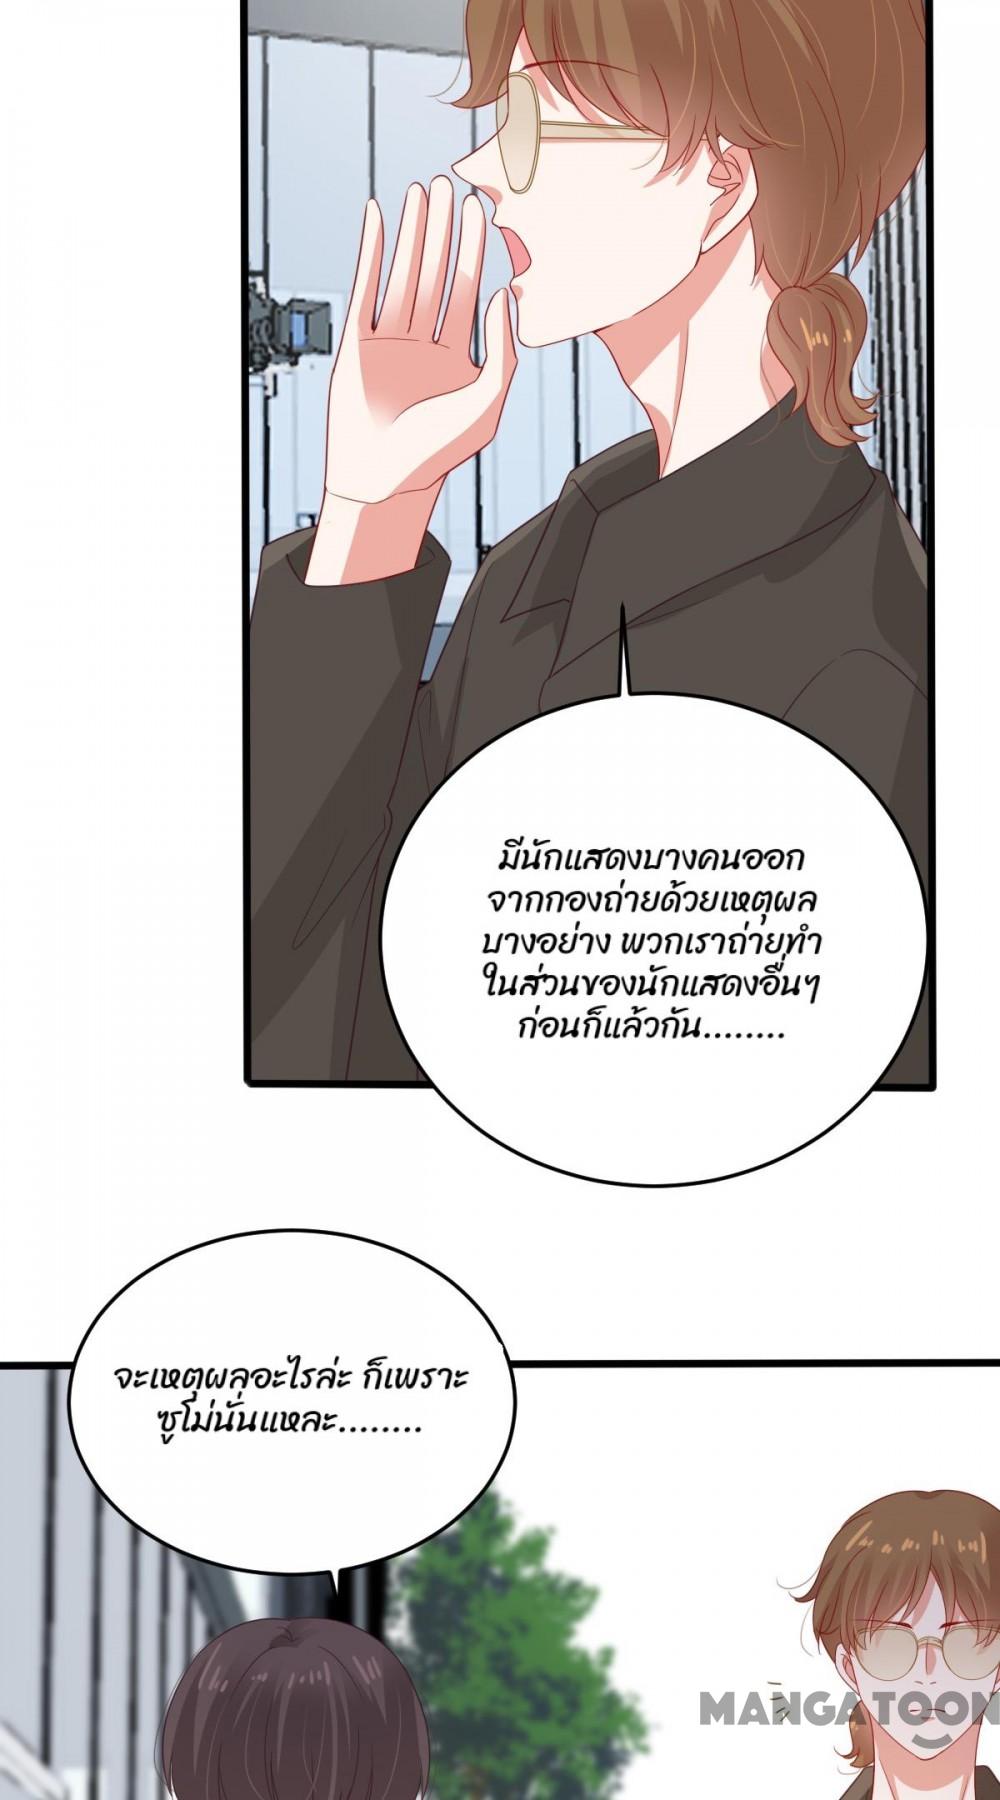 มีนักแสดงบางคนออก
จากกองถ่ายด้วยเหตุผล
บางอย่าง พวกเราถ่ายทำ
ในส่วนของนักแสดงอื่นๆ
ก่อนก็แล้วกัน........
จะเหตุผลอะไรล่ะ ก็เพราะ
ซูโม่นั่นแหละ........
MANGATOON